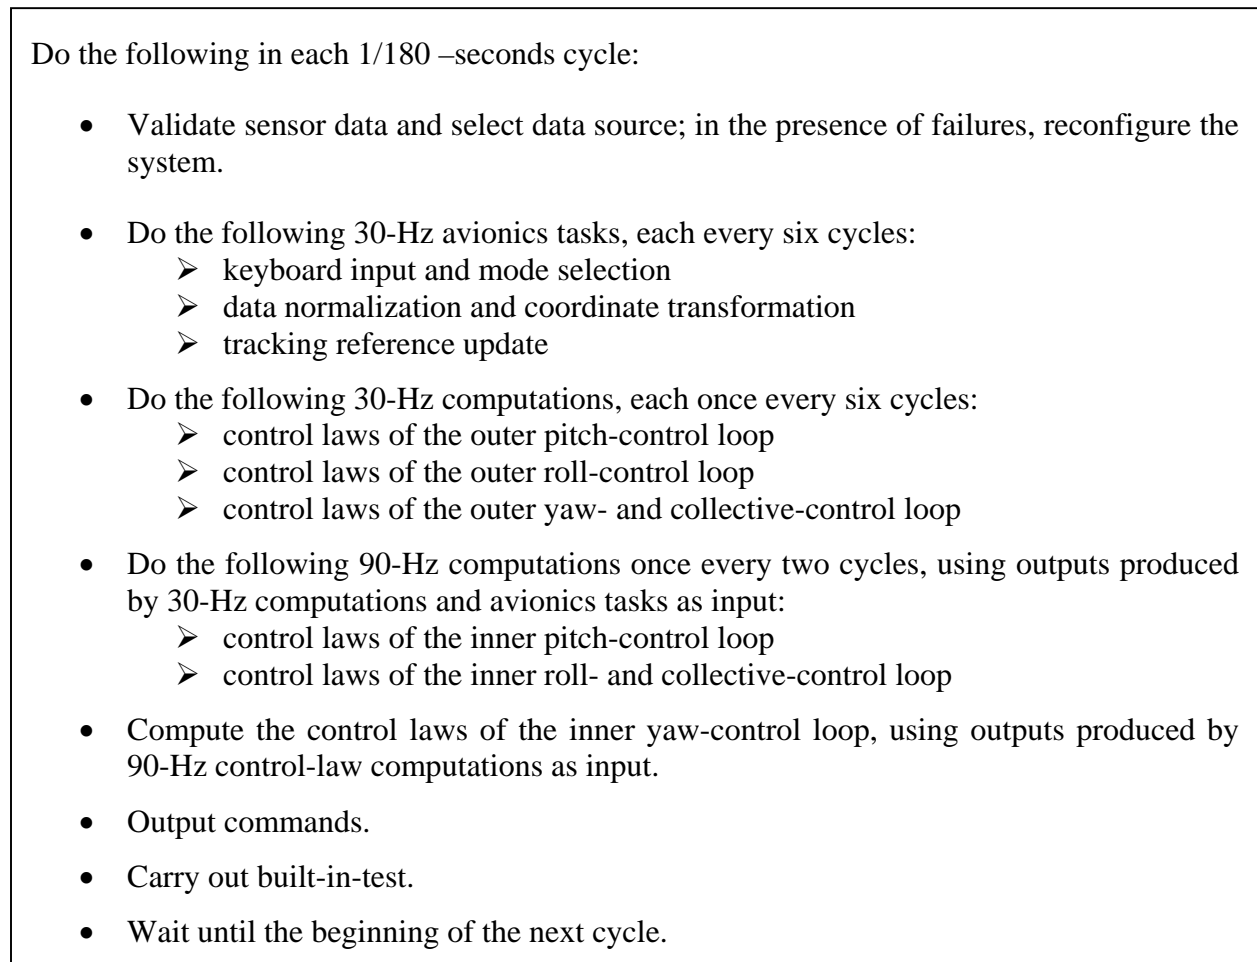 Do the following in each 1/180 –seconds cycle:
• Validate sensor data and select data source; in the presence of failures, reconfigure the
system.
• Do the following 30-Hz avionics tasks, each every six cycles:
➢ keyboard input and mode selection
➢ data normalization and coordinate transformation
➢ tracking reference update
• Do the following 30-Hz computations, each once every six cycles:
➢ control laws of the outer pitch-control loop
➢ control laws of the outer roll-control loop
➢ control laws of the outer yaw- and collective-control loop
• Do the following 90-Hz computations once every two cycles, using outputs produced
by 30-Hz computations and avionics tasks as input:
➢ control laws of the inner pitch-control loop
➢ control laws of the inner roll- and collective-control loop
• Compute the control laws of the inner yaw-control loop, using outputs produced by
90-Hz control-law computations as input.
• Output commands.
• Carry out built-in-test.
• Wait until the beginning of the next cycle.